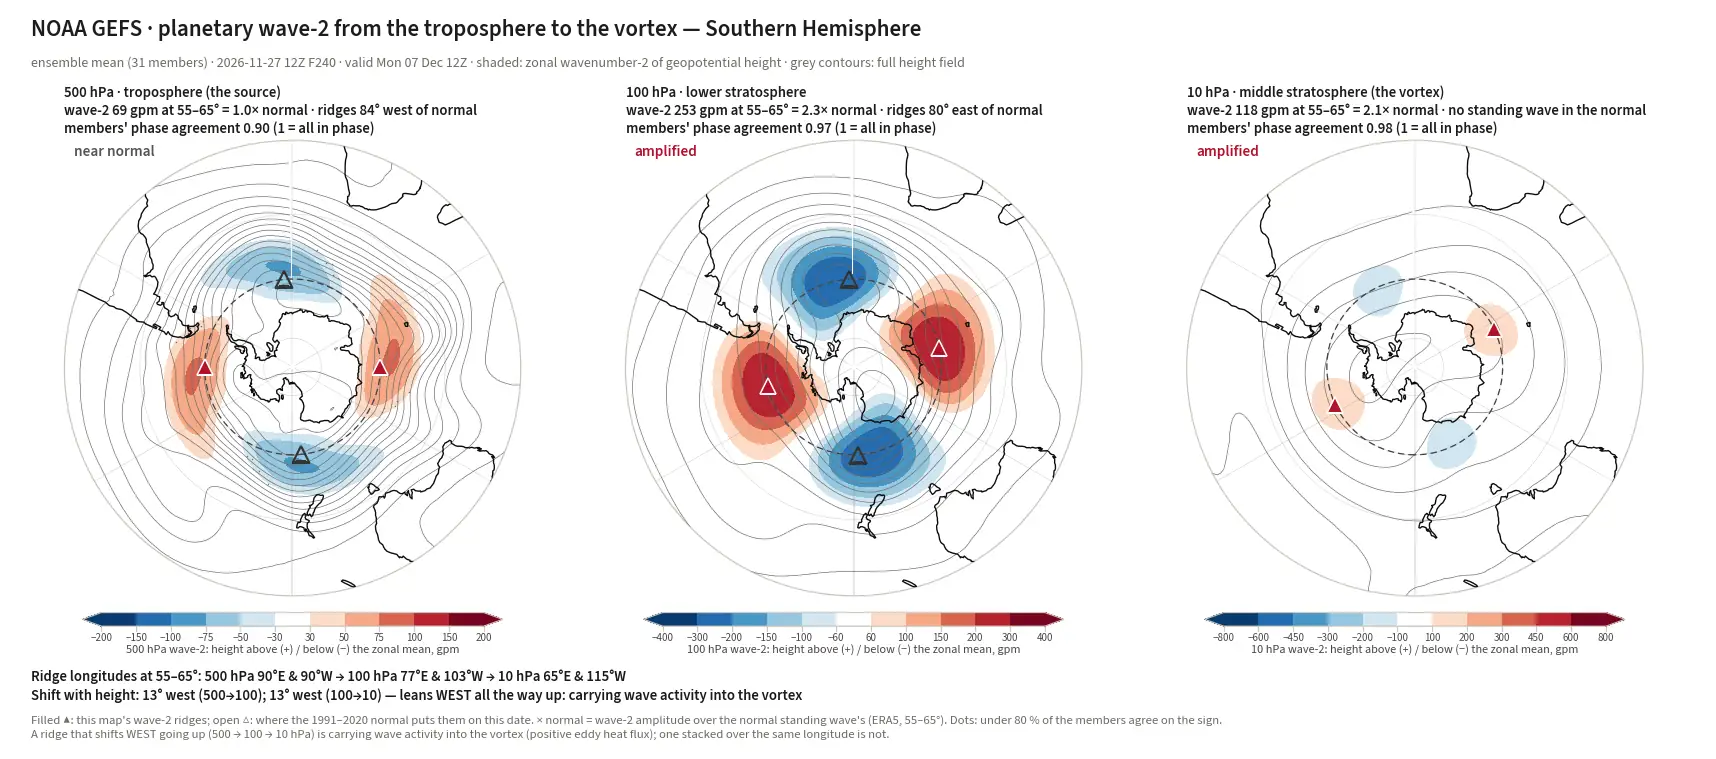 NOAA GEFS · planetary wave-2 from the troposphere to the vortex — Southern Hemisphere
ensemble mean (31 members) · 2026-11-27 12Z F240 · valid Mon 07 Dec 12Z · shaded: zonal wavenumber-2 of geopotential height · grey contours: full height field
500 hPa · troposphere (the source)
wave-2 69 gpm at 55–65° = 1.0× normal · ridges 84° west of normal
members' phase agreement 0.90 (1 = all in phase)
near normal
100 hPa · lower stratosphere
wave-2 253 gpm at 55–65° = 2.3× normal · ridges 80° east of normal
members' phase agreement 0.97 (1 = all in phase)
amplified
10 hPa · middle stratosphere (the vortex)
wave-2 118 gpm at 55–65° = 2.1× normal · no standing wave in the normal
members' phase agreement 0.98 (1 = all in phase)
amplified
−200 −150 −100 −75 −50 −30 30 50 75 100 150 200
500 hPa wave-2: height above (+) / below (−) the zonal mean, gpm
−400 −300 −200 −150 −100 −60 60 100 150 200 300 400
100 hPa wave-2: height above (+) / below (−) the zonal mean, gpm
−800 −600 −450 −300 −200 −100 100 200 300 450 600 800
10 hPa wave-2: height above (+) / below (−) the zonal mean, gpm
Ridge longitudes at 55–65°: 500 hPa 90°E & 90°W → 100 hPa 77°E & 103°W → 10 hPa 65°E & 115°W
Shift with height: 13° west (500→100); 13° west (100→10) — leans WEST all the way up: carrying wave activity into the vortex
Filled ▲: this map's wave-2 ridges; open △: where the 1991–2020 normal puts them on this date. × normal = wave-2 amplitude over the normal standing wave's (ERA5, 55–65°). Dots: under 80 % of the members agree on the sign.
A ridge that shifts WEST going up (500 → 100 → 10 hPa) is carrying wave activity into the vortex (positive eddy heat flux); one stacked over the same longitude is not.